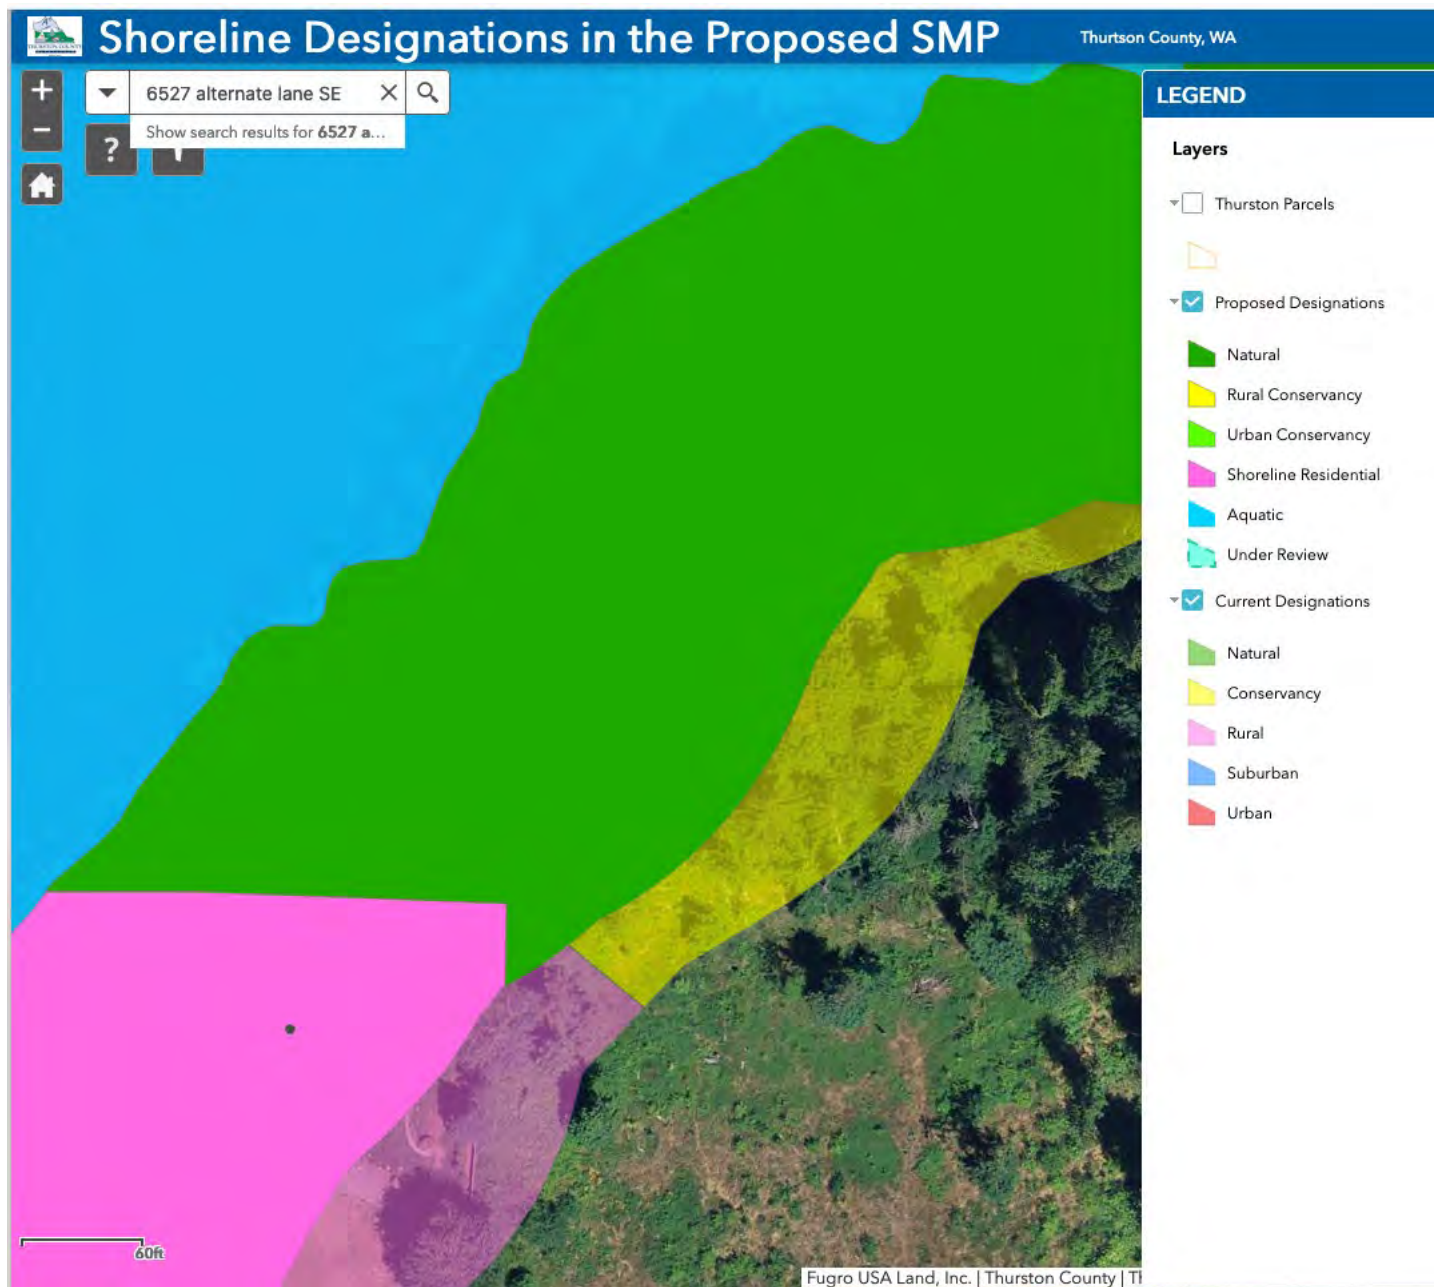 Shoreline Designations in the Proposed SMP
Thurtson County, WA
+
6527 alternate lane SE
−
Show search results for 6527 a...
?
LEGEND
Layers
Thurston Parcels
Proposed Designations
Natural
Rural Conservancy
Urban Conservancy
Shoreline Residential
Aquatic
Under Review
Current Designations
Natural
Conservancy
Rural
Suburban
Urban
60ft
Fugro USA Land, Inc. | Thurston County |